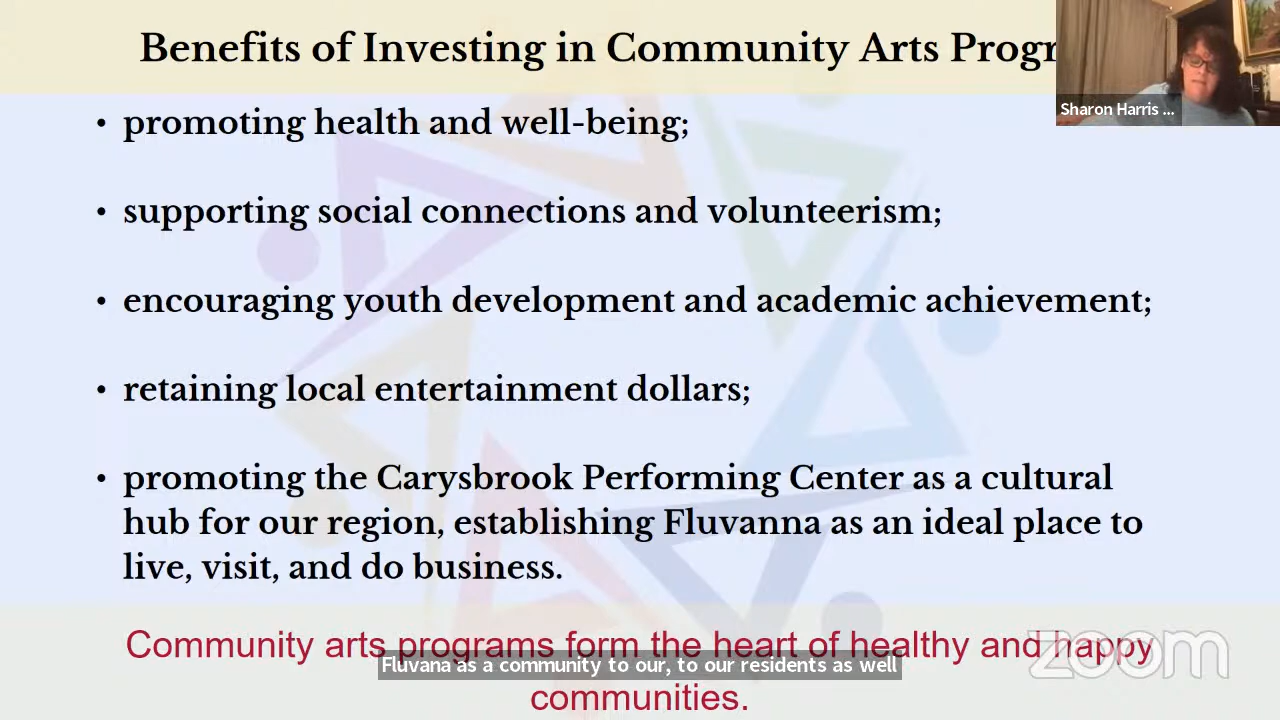 Benefits of Investing in Community Arts Progr
Sharon Harris ...
• promoting health and well-being;
• supporting social connections and volunteerism;
• encouraging youth development and academic achievement;
• retaining local entertainment dollars;
• promoting the Carysbrook Performing Center as a cultural
hub for our region, establishing Fluvanna as an ideal place to
live, visit, and do business.
Community arts programs form the heart of healthy and happy
zoom
Fluvana as a community to our, to our residents as well
communities.